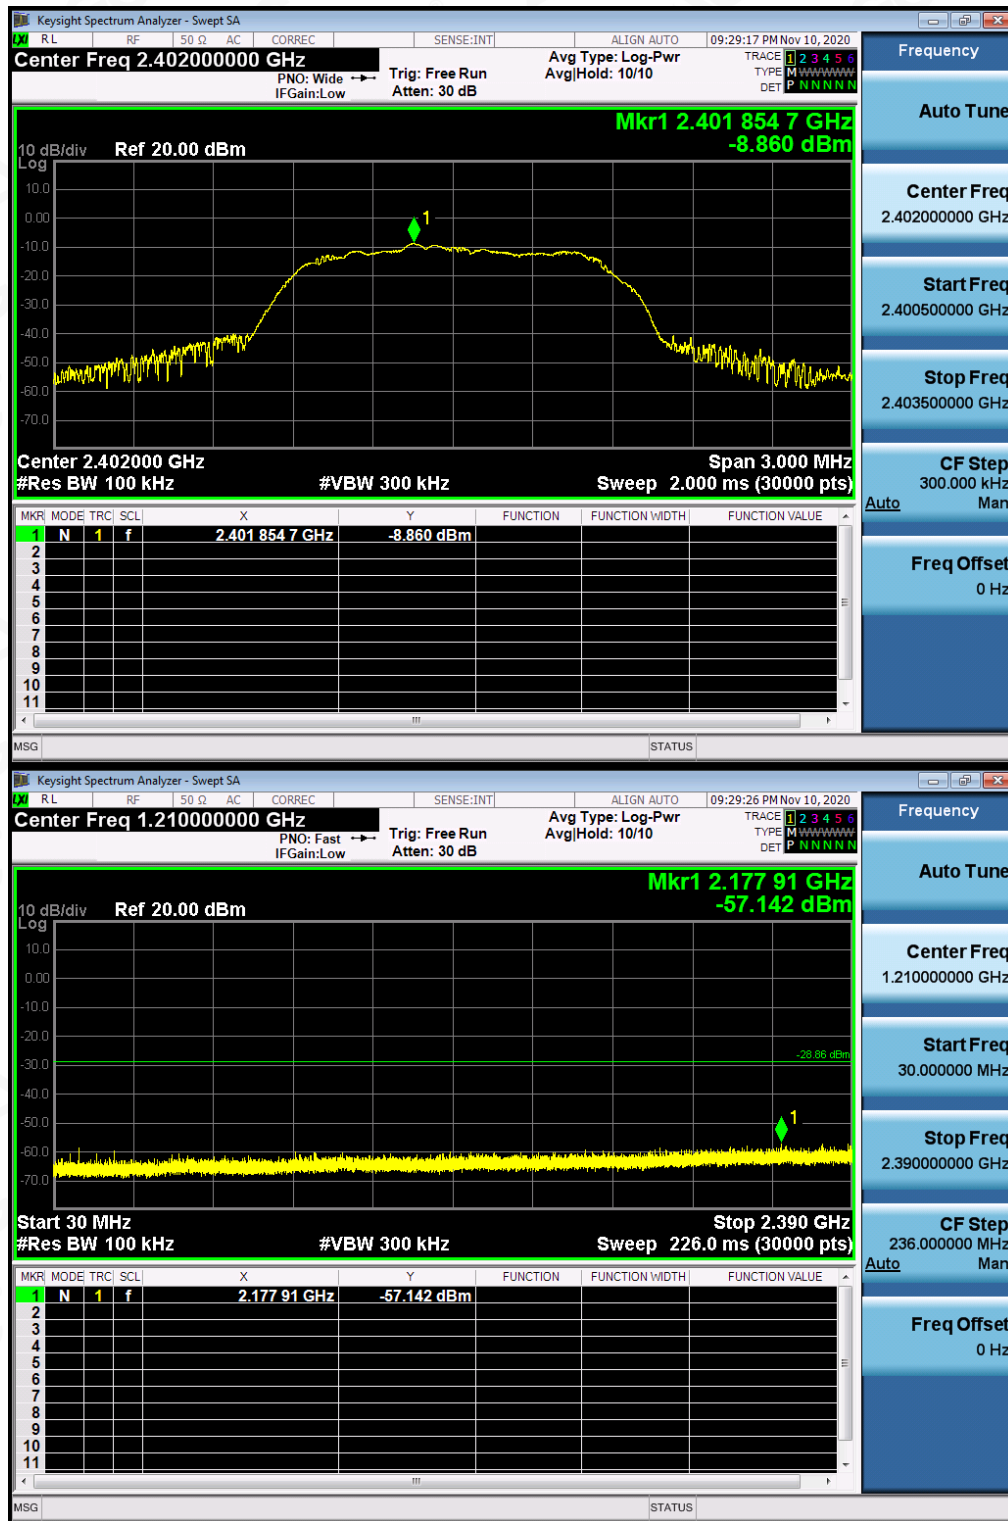 Keysight Spectrum Analyzer - Swept SA
LXI RL RF 50 Ω AC CORREC SENSE:INT ALIGN AUTO 09:29:17 PM Nov 10, 2020
Center Freq 2.402000000 GHz
PNO: Wide
IFGain:Low
Trig: Free Run
Atten: 30 dB
Avg Type: Log-Pwr
Avg|Hold: 10/10
TRACE 1 2 3 4 5 6
TYPE M WWWWW
DET P N N N N N
Mkr1 2.401 854 7 GHz
-8.860 dBm
10 dB/div Ref 20.00 dBm
Log
10.0
0.00
-10.0
-20.0
-30.0
-40.0
-50.0
-60.0
-70.0
1
Center 2.402000 GHz Span 3.000 MHz
#Res BW 100 kHz #VBW 300 kHz Sweep 2.000 ms (30000 pts)
MKR MODE TRC SCL X Y FUNCTION FUNCTION WIDTH FUNCTION VALUE
1 N 1 f 2.401 854 7 GHz -8.860 dBm
2
3
4
5
6
7
8
9
10
11
MSG STATUS
Frequency
Auto Tune
Center Freq
2.402000000 GHz
Start Freq
2.400500000 GHz
Stop Freq
2.403500000 GHz
CF Step
300.000 kHz
Auto Man
Freq Offset
0 Hz
Keysight Spectrum Analyzer - Swept SA
LXI RL RF 50 Ω AC CORREC SENSE:INT ALIGN AUTO 09:29:26 PM Nov 10, 2020
Center Freq 1.210000000 GHz
PNO: Fast
IFGain:Low
Trig: Free Run
Atten: 30 dB
Avg Type: Log-Pwr
Avg|Hold: 10/10
TRACE 1 2 3 4 5 6
TYPE M WWWWW
DET P N N N N N
Mkr1 2.177 91 GHz
-57.142 dBm
10 dB/div Ref 20.00 dBm
Log
10.0
0.00
-10.0
-20.0
-30.0
-40.0
-50.0
-60.0
-70.0
-28.86 dBm
1
Start 30 MHz Stop 2.390 GHz
#Res BW 100 kHz #VBW 300 kHz Sweep 226.0 ms (30000 pts)
MKR MODE TRC SCL X Y FUNCTION FUNCTION WIDTH FUNCTION VALUE
1 N 1 f 2.177 91 GHz -57.142 dBm
2
3
4
5
6
7
8
9
10
11
MSG STATUS
Frequency
Auto Tune
Center Freq
1.210000000 GHz
Start Freq
30.000000 MHz
Stop Freq
2.390000000 GHz
CF Step
236.000000 MHz
Auto Man
Freq Offset
0 Hz